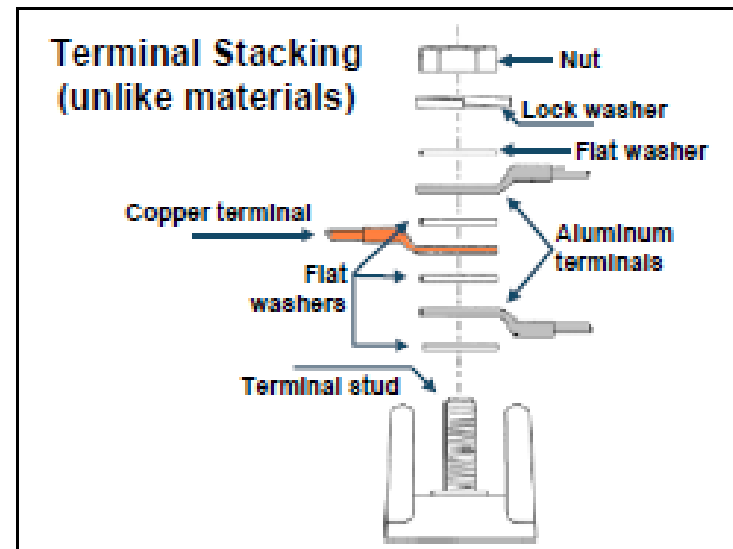 Terminal Stacking
(unlike materials)
Nut
Lock washer
Flat washer
Copper terminal
Aluminum
terminals
Flat
washers
Terminal stud